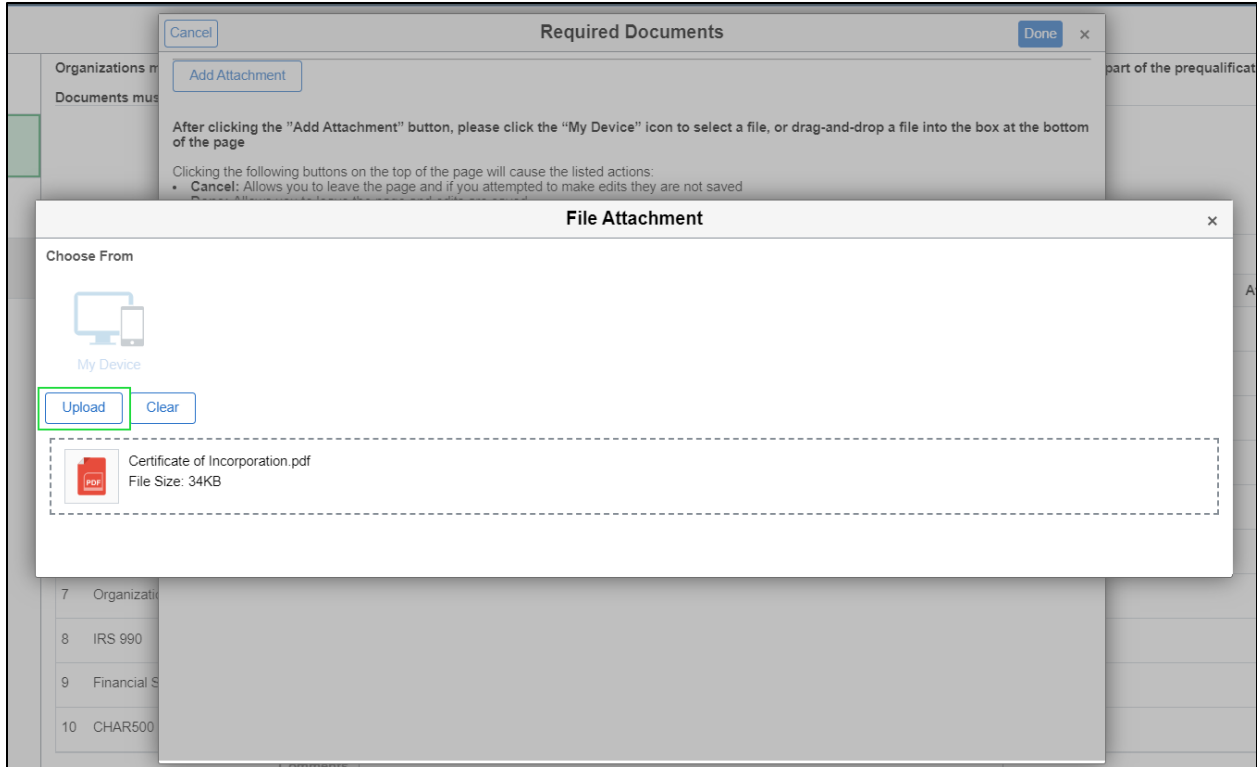 Cancel
Required Documents
Done ×
Organizations
part of the prequalificat
Add Attachment
Documents mus
After clicking the "Add Attachment" button, please click the “My Device” icon to select a file, or drag-and-drop a file into the box at the bottom
of the page
Clicking the following buttons on the top of the page will cause the listed actions:
• Cancel: Allows you to leave the page and if you attempted to make edits they are not saved
File Attachment ×
Choose From
My Device
Upload Clear
Certificate of Incorporation.pdf
PDF
File Size: 34KB
7 Organizatio
8 IRS 990
9 Financial S
10 CHAR500